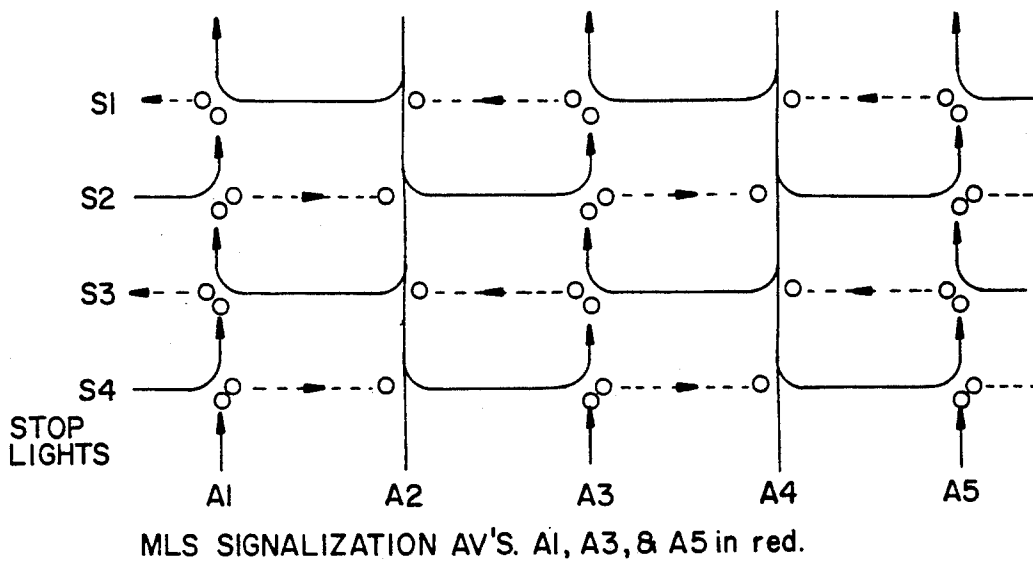 S1
S2
S3
S4
STOP
LIGHTS
A1 A2 A3 A4 A5
MLS SIGNALIZATION AV'S. A1, A3, & A5 in red.